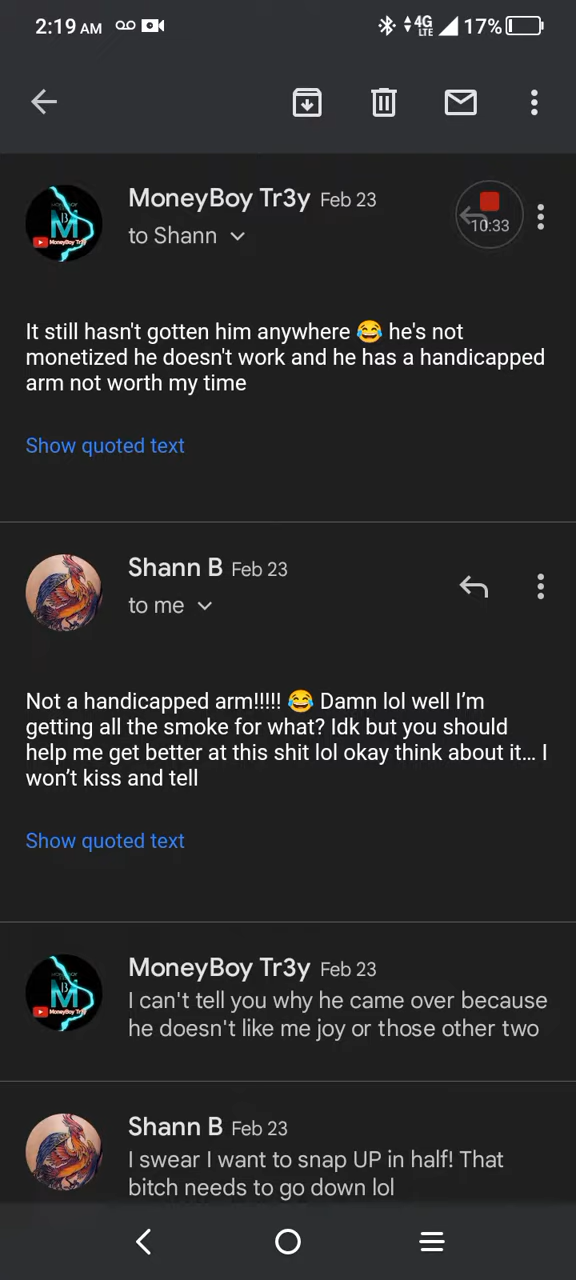 2:19 AM 4G LTE 17%
MoneyBoy Tr3y Feb 23
to Shann
10:33
It still hasn't gotten him anywhere 😂 he's not
monetized he doesn't work and he has a handicapped
arm not worth my time
Show quoted text
Shann B Feb 23
to me
Not a handicapped arm!!!!! 😂 Damn lol well I’m
getting all the smoke for what? Idk but you should
help me get better at this shit lol okay think about it... I
won’t kiss and tell
Show quoted text
MoneyBoy Tr3y Feb 23
I can't tell you why he came over because
he doesn't like me joy or those other two
Shann B Feb 23
I swear I want to snap UP in half! That
bitch needs to go down lol